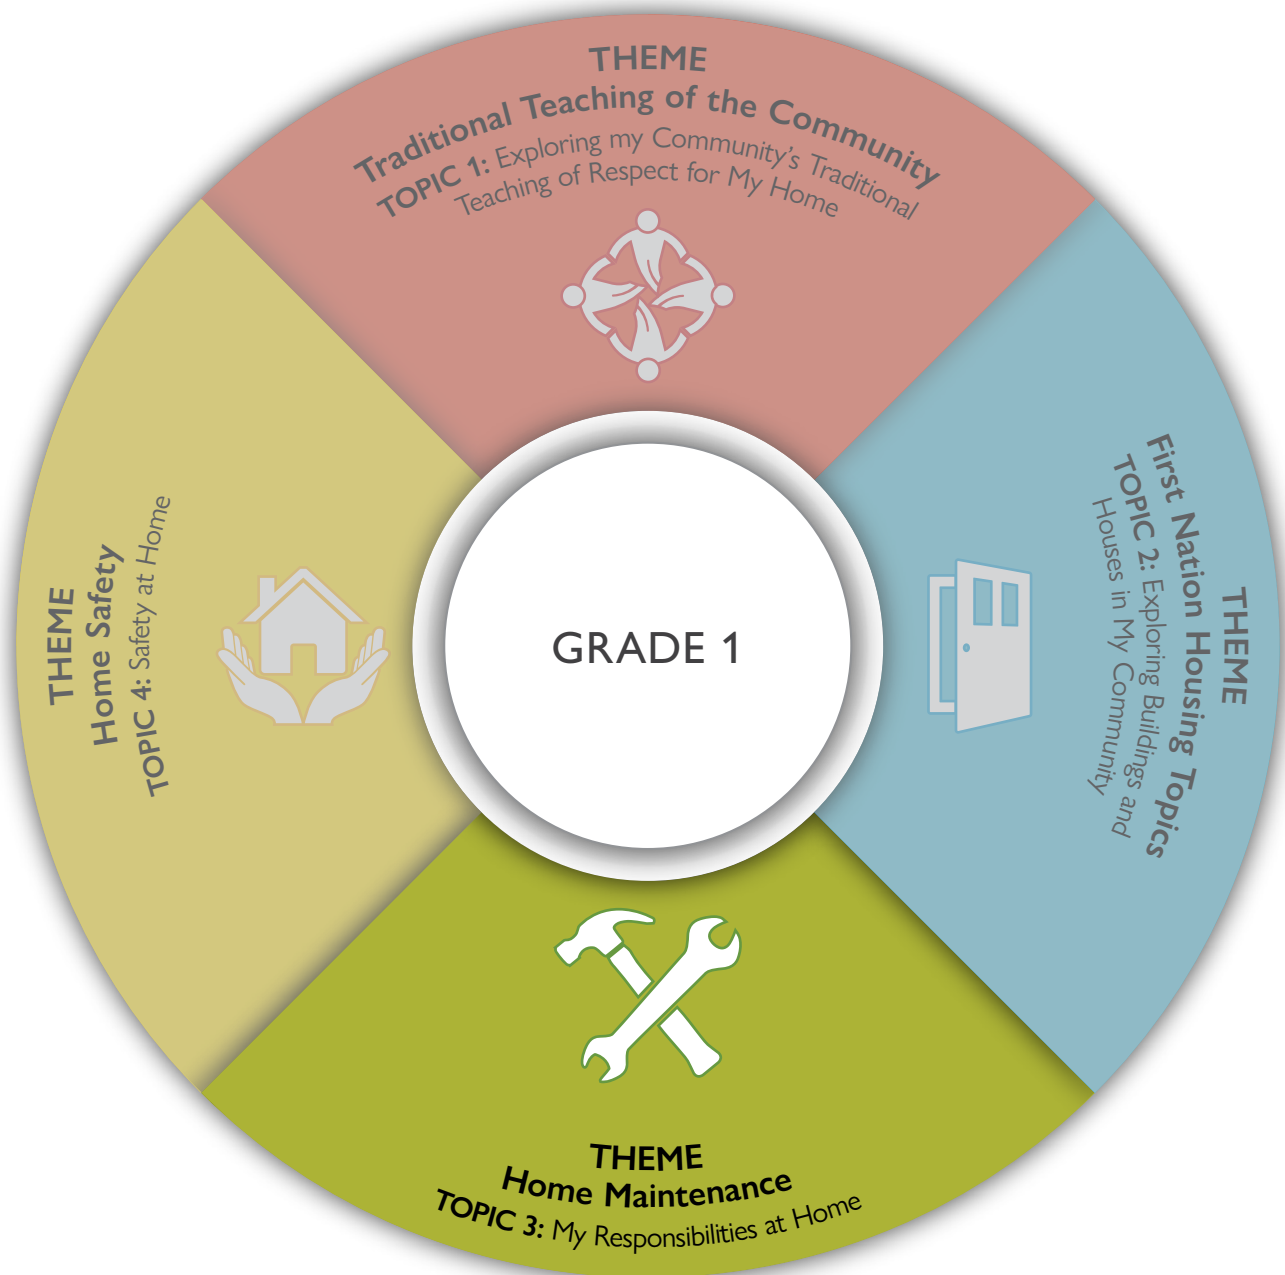 THEME
Traditional Teaching of the Community
TOPIC 1: Exploring my Community's Traditional
Teaching of Respect for My Home
THEME
First Nation Housing Topics
TOPIC 2: Exploring Buildings and
Houses in My Community
THEME
Home Maintenance
TOPIC 3: My Responsibilities at Home
THEME
Home Safety
TOPIC 4: Safety at Home
GRADE 1